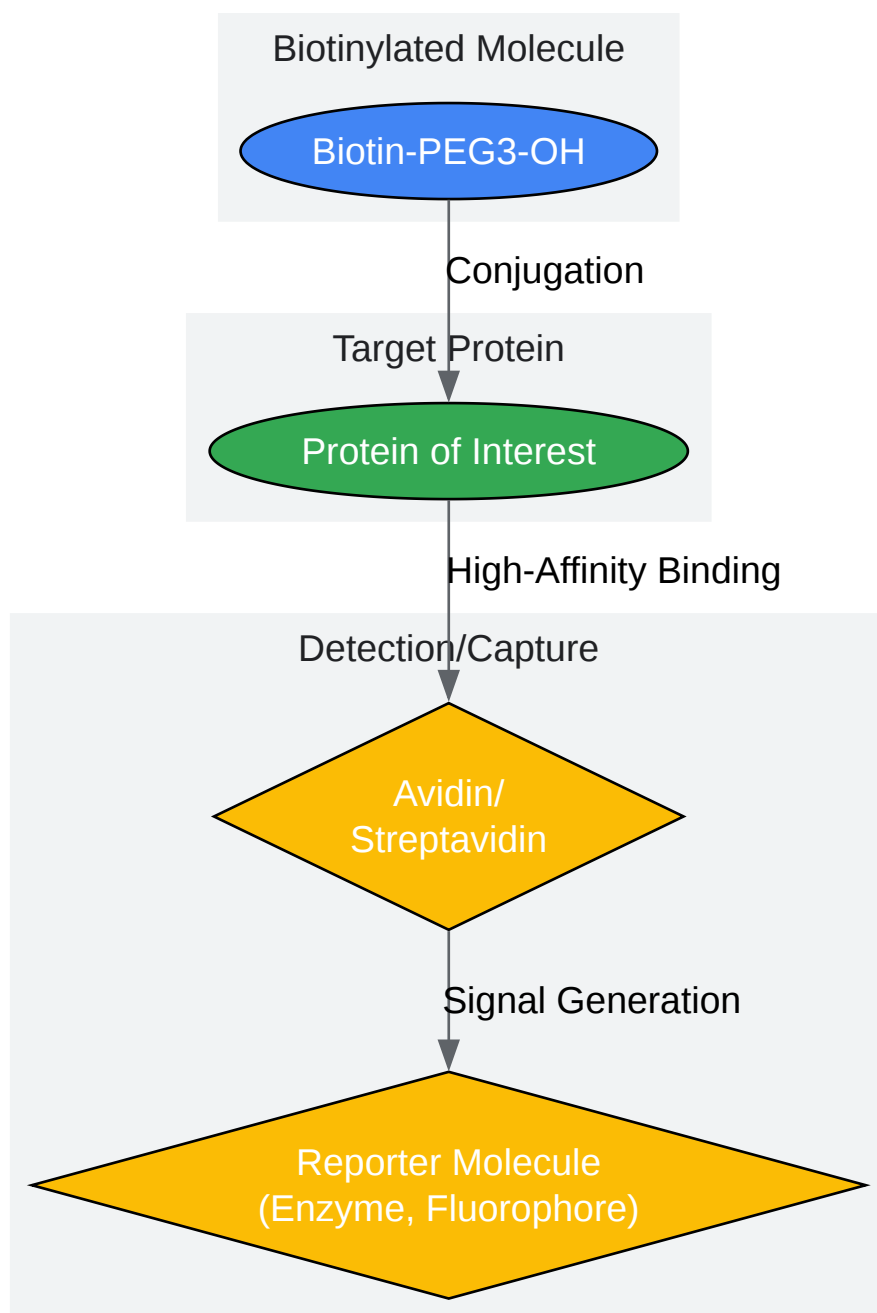 Biotinylated Molecule
Biotin-PEG3-OH
Conjugation
Target Protein
Protein of Interest
High-Affinity Binding
Detection/Capture
Avidin/
Streptavidin
Signal Generation
Reporter Molecule
(Enzyme, Fluorophore)